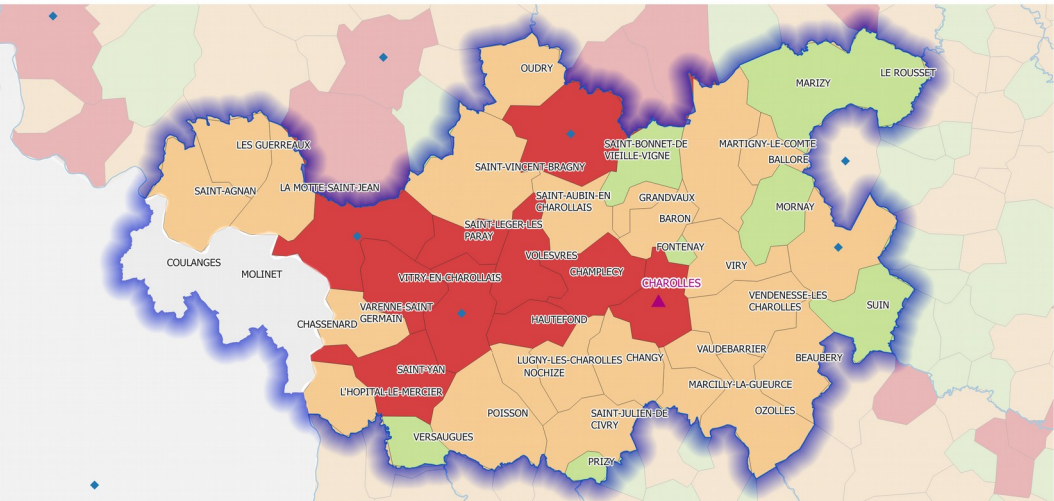 OUDRY
LE ROUSSET
MARIZY
LES GUERREAUX
SAINT-BONNET-DE
VIEILLE-VIGNE
MARTIGNY-LE-COMTE
BALLORE
SAINT-VINCENT-BRAGNY
SAINT-AGNAN
LA MOTTE-SAINT-JEAN
SAINT-AUBIN-EN
CHAROLLAIS
GRANDVAUX
MORNAY
BARON
SAINT-LEGER-LES
PARAY
FONTENAY
VOLESVRES
COULANGES
MOLINET
VITRY-EN-CHAROLLAIS
CHAMPLECY
VIRY
CHAROLLES
VENDENESSE-LES
CHAROLLES
SUIN
VARENNE-SAINT
GERMAIN
CHASSENARD
HAUTEFOND
VAUDEBARRIER
BEAUBERY
LUGNY-LES-CHAROLLES
CHANGY
NOCHIZE
SAINT-YAN
MARCILLY-LA-GUEURCE
L'HOPITAL-LE-MERCIER
POISSON
SAINT-JULIEN-DE
CIVRY
OZOLLES
VERSAUGUES
PRIZY